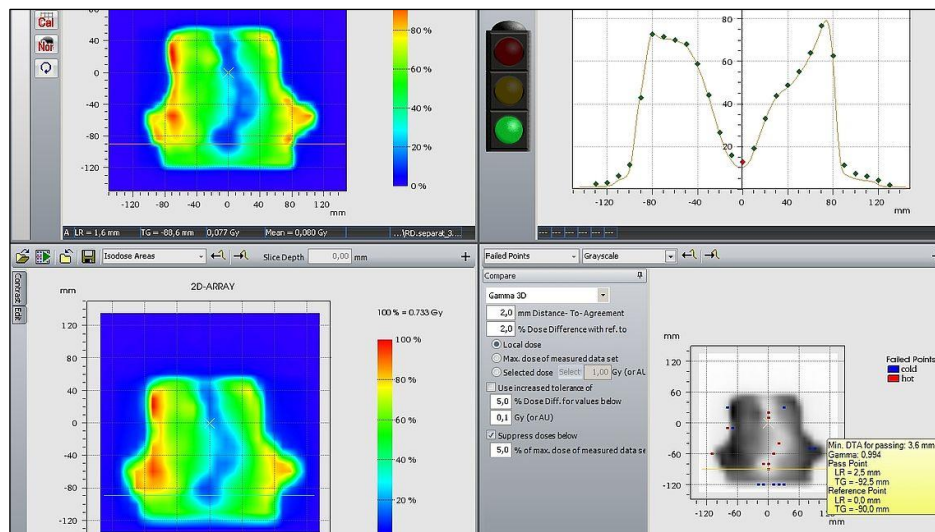 Cal
Nor
40
0
-40
-80
-120
-120 -80 -40 0 40 80 120
mm
80 %
60 %
40 %
20 %
0 %
A LR = 1,6 mm TG = -88,6 mm 0,077 Gy Mean = 0,080 Gy ...\RD.separat_3....
80
60
40
20
-120 -80 -40 0 40 80 120
mm
--- --- --- --- --- ---
Isodose Areas
Slice Depth 0,00 mm
Contrast
Edit
2D-ARRAY
mm
120
80
40
0
-40
-80
-120
100 % = 0.733 Gy
100 %
80 %
60 %
40 %
20 %
Failed Points
Grayscale
Compare
Gamma 3D
2,0 mm Distance- To-Agreement
2,0 % Dose Difference with ref. to
Local dose
Max. dose of measured data set
Selected dose Select: 1,00 Gy (or AU
Use increased tolerance of
5,0 % Dose Diff. for values below
0,1 Gy (or AU)
Suppress doses below
5,0 % of max. dose of measured data se
mm
120
60
0
-60
-120
-120 -60 0 60 120
mm
Failed Points
cold
hot
Min. DTA for passing: 3,6 mm
Gamma: 0,994
Pass Point
LR = 2,5 mm
TG = -92,5 mm
Reference Point
LR = 0,0 mm
TG = -90,0 mm